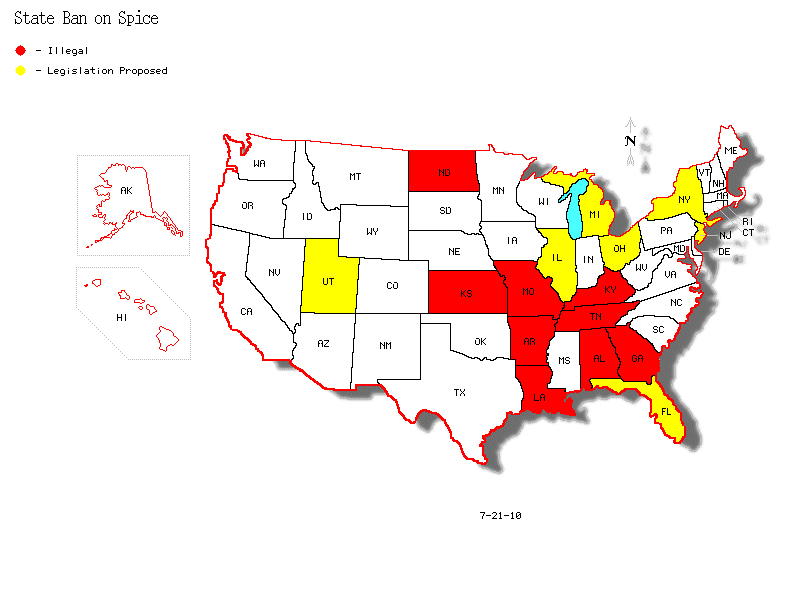 State Ban on Spice
- Illegal
- Legislation Proposed
N
ME
WA
VT
NH
MT
ND
MN
AK
MA
OR
WI
NY
ID
SD
MI
RI
WY
PA
CT
NJ
IA
OH
MD
NE
DE
IL
IN
WV
NV
VA
UT
CO
KS
MO
KY
NC
CA
HI
TN
SC
AZ
NM
OK
AR
MS
AL
GA
TX
LA
FL
7-21-10